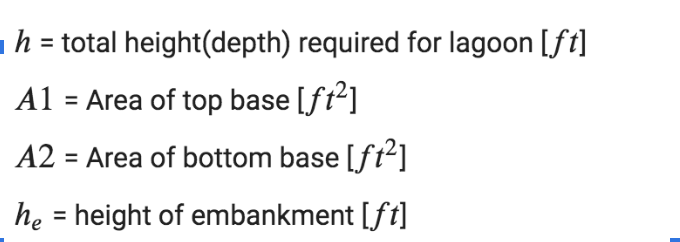 h = total height(depth) required for lagoon [ft]
A1 = Area of top base [ft²]
A2 = Area of bottom base [ft²]
hₑ = height of embankment [ft]